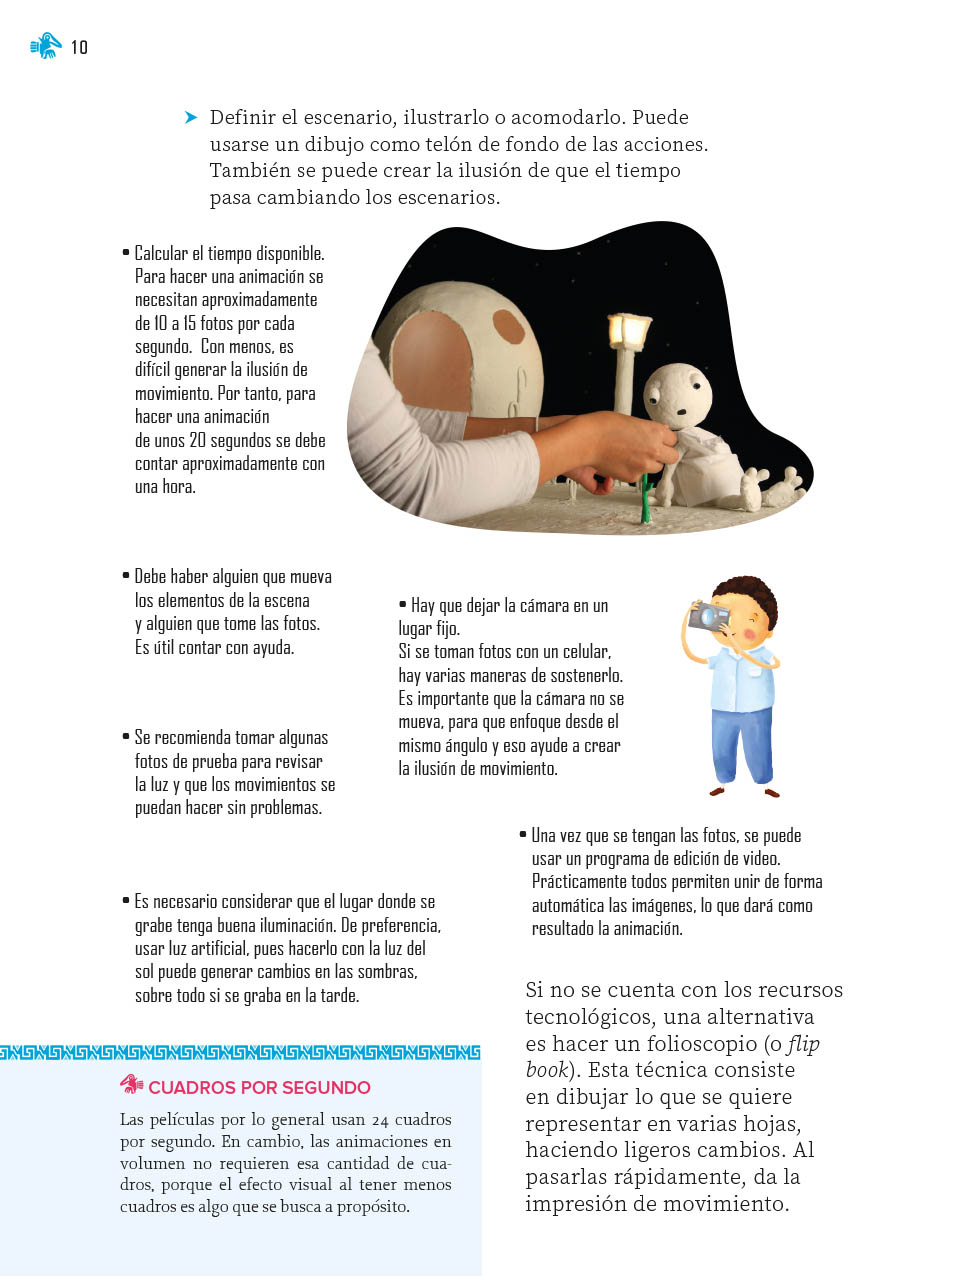 10
Definir el escenario, ilustrarlo o acomodarlo. Puede
usarse un dibujo como telón de fondo de las acciones.
También se puede crear la ilusión de que el tiempo
pasa cambiando los escenarios.
• Calcular el tiempo disponible.
Para hacer una animación se
necesitan aproximadamente
de 10 a 15 fotos por cada
segundo. Con menos, es
difícil generar la ilusión de
movimiento. Por tanto, para
hacer una animación
de unos 20 segundos se debe
contar aproximadamente con
una hora.
• Debe haber alguien que mueva
los elementos de la escena
y alguien que tome las fotos.
Es útil contar con ayuda.
• Se recomienda tomar algunas
fotos de prueba para revisar
la luz y que los movimientos se
puedan hacer sin problemas.
• Es necesario considerar que el lugar donde se
grabe tenga buena iluminación. De preferencia,
usar luz artificial, pues hacerlo con la luz del
sol puede generar cambios en las sombras,
sobre todo si se graba en la tarde.
• Hay que dejar la cámara en un
lugar fijo.
Si se toman fotos con un celular,
hay varias maneras de sostenerlo.
Es importante que la cámara no se
mueva, para que enfoque desde el
mismo ángulo y eso ayude a crear
la ilusión de movimiento.
• Una vez que se tengan las fotos, se puede
usar un programa de edición de video.
Prácticamente todos permiten unir de forma
automática las imágenes, lo que dará como
resultado la animación.
Si no se cuenta con los recursos
tecnológicos, una alternativa
es hacer un folioscopio (o flip
book). Esta técnica consiste
en dibujar lo que se quiere
representar en varias hojas,
haciendo ligeros cambios. Al
pasarlas rápidamente, da la
impresión de movimiento.
CUADROS POR SEGUNDO
Las películas por lo general usan 24 cuadros
por segundo. En cambio, las animaciones en
volumen no requieren esa cantidad de cua-
dros, porque el efecto visual al tener menos
cuadros es algo que se busca a propósito.